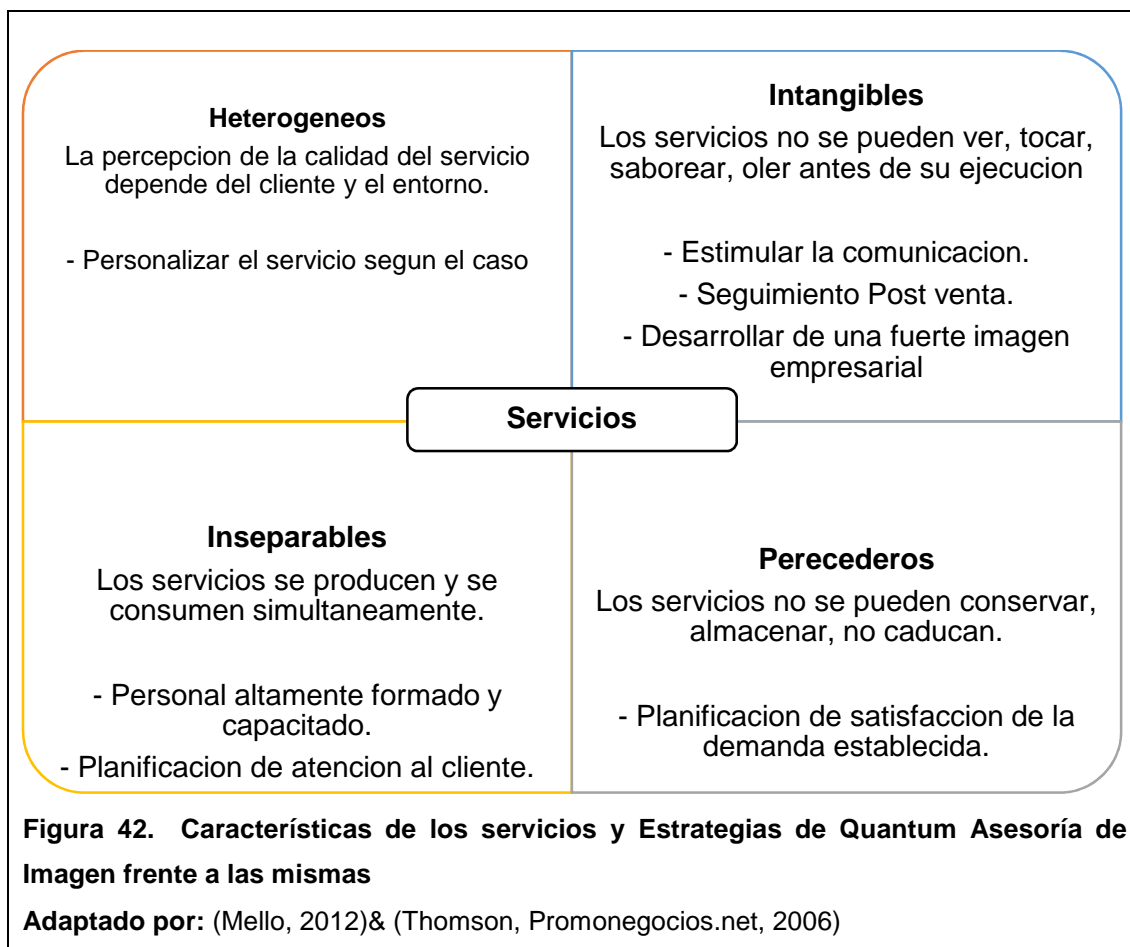 Heterogeneos
La percepcion de la calidad del servicio
depende del cliente y el entorno.
- Personalizar el servicio segun el caso
Intangibles
Los servicios no se pueden ver, tocar,
saborear, oler antes de su ejecucion
- Estimular la comunicacion.
- Seguimiento Post venta.
- Desarrollar de una fuerte imagen
empresarial
Servicios
Inseparables
Los servicios se producen y se
consumen simultaneamente.
- Personal altamente formado y
capacitado.
- Planificacion de atencion al cliente.
Perecederos
Los servicios no se pueden conservar,
almacenar, no caducan.
- Planificacion de satisfaccion de la
demanda establecida.
Figura 42. Características de los servicios y Estrategias de Quantum Asesoría de
Imagen frente a las mismas
Adaptado por: (Mello, 2012)& (Thomson, Promonegocios.net, 2006)